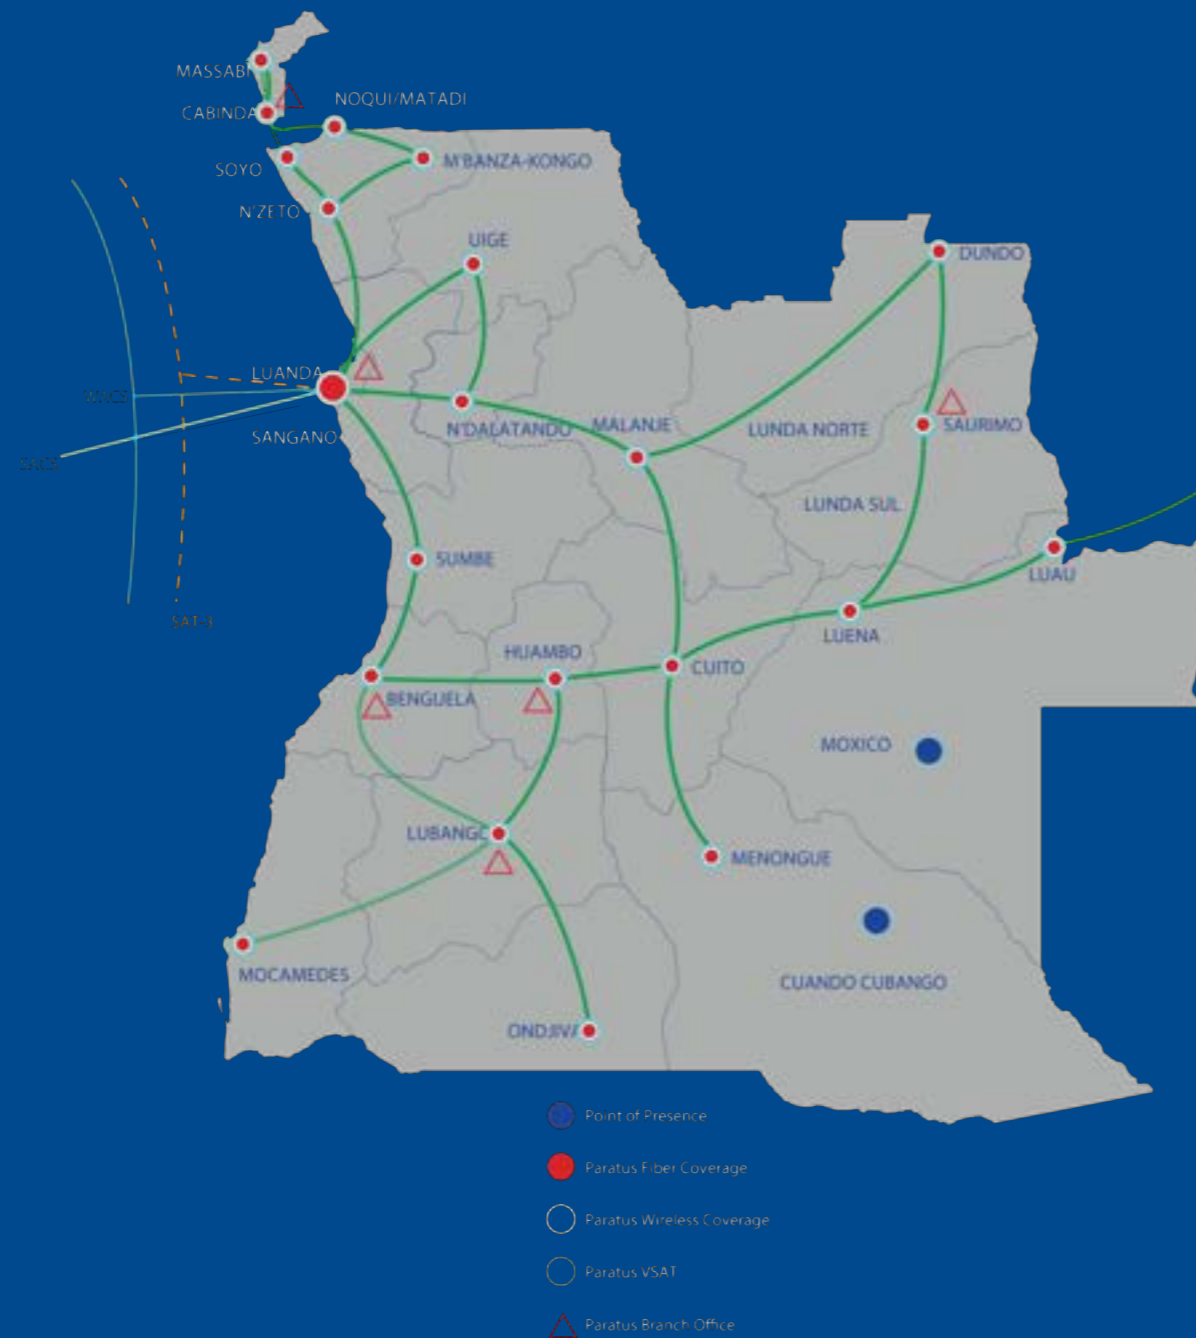 MASSABI
NOQUI/MATADI
CABINDA
M'BANZA-KONGO
SOYO
N'ZETO
UIGE
DUNDO
LUANDA
MALANJE
SAURIMO
N'DALATANDO
LUNDA NORTE
SANGANO
LUNDA SUL
SUMBE
LUAU
SAT-3
LUENA
HUAMBO
CUITO
BENGUELA
MOXICO
LUBANGO
MENONGUE
MOCAMEDES
CUANDO CUBANGO
ONDJIVA
Point of Presence
Paratus Fiber Coverage
Paratus Wireless Coverage
Paratus VSAT
Paratus Branch Office